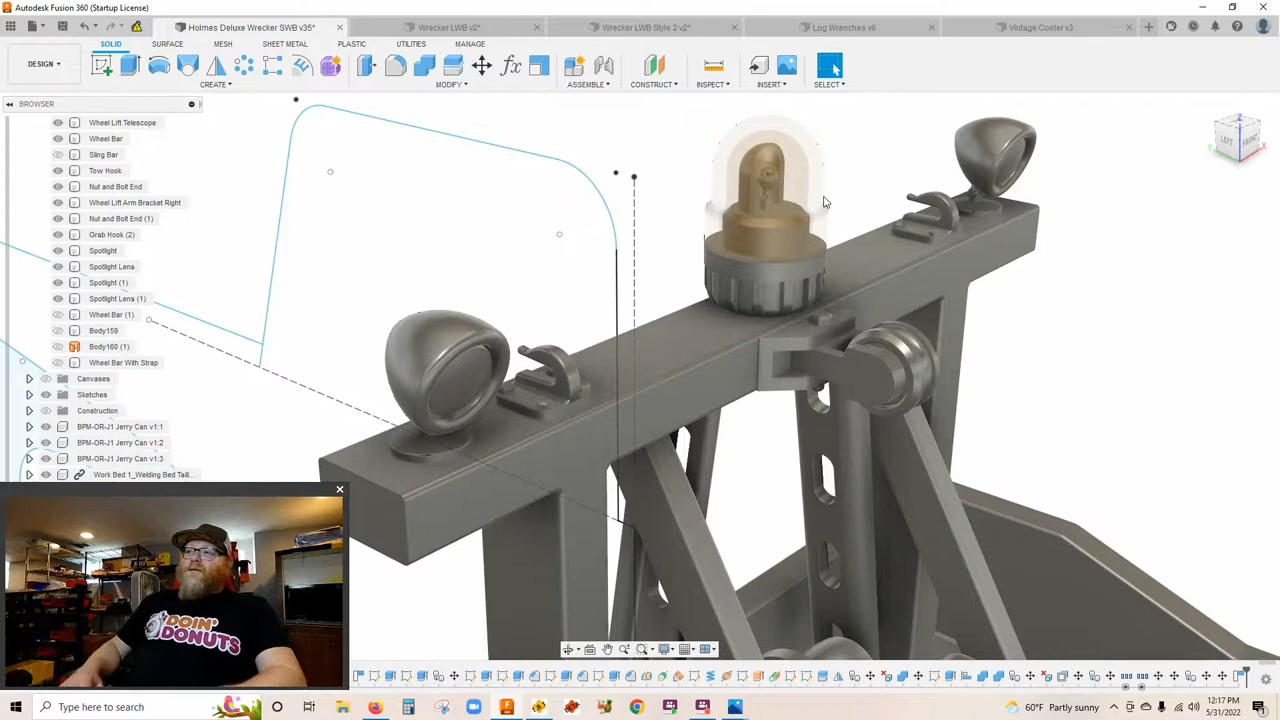 Autodesk Fusion 360 (Startup License)
Holmes Deluxe Wrecker SWB v35*
Wrecker LWB v2*
Wrecker LWB Style 2 v2*
Lug Wrenches v6
Vintage Cooler v3
SOLID
SURFACE
MESH
SHEET METAL
PLASTIC
UTILITIES
MANAGE
DESIGN
CREATE
MODIFY
ASSEMBLE
CONSTRUCT
INSPECT
INSERT
SELECT
BROWSER
Wheel Lift Telescope
Wheel Bar
Sling Bar
Tow Hook
Nut and Bolt End
Wheel Lift Arm Bracket Right
Nut and Bolt End (1)
Grab Hook (2)
Spotlight
Spotlight Lens
Spotlight (1)
Spotlight Lens (1)
Wheel Bar (1)
Body159
Body160 (1)
Wheel Bar With Strap
Canvases
Sketches
Construction
BPM-OR-J1 Jerry Can v1:1
BPM-OR-J1 Jerry Can v1:2
BPM-OR-J1 Jerry Can v1:3
Work Bed 1_Welding Bed Taill...
FRONT
DOIN'
DONUTS
Type here to search
60°F Partly sunny
12:17 PM
5/31/2022